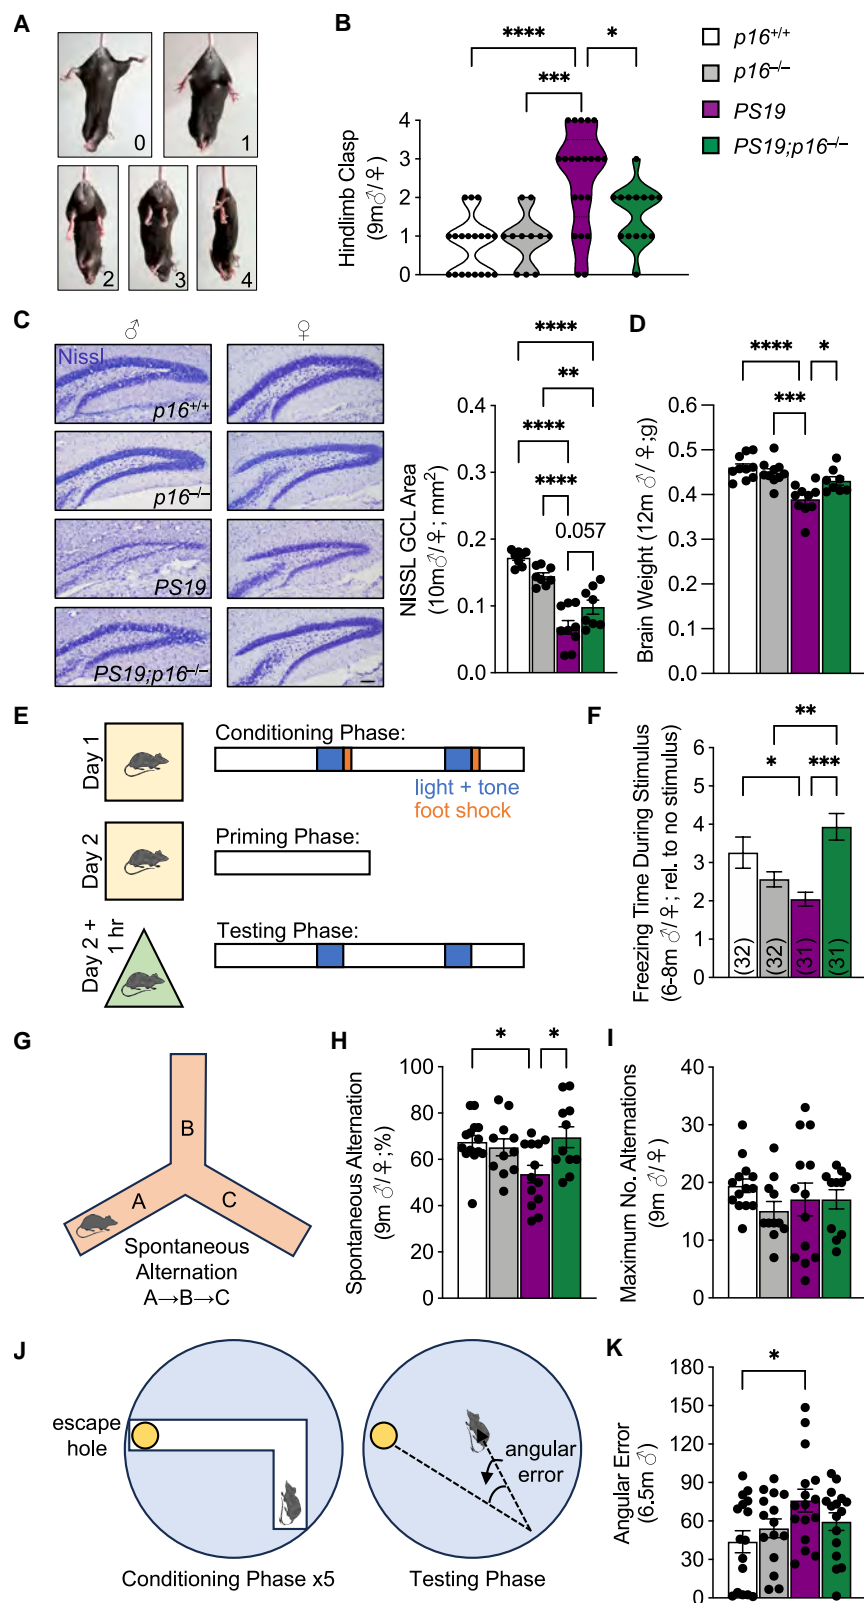 A
0
1
2
3
4
B
****
*
***
Hindlimb Clasp
(9m♂/♀)
4
3
2
1
0
p16+/+
p16–/–
PS19
PS19;p16–/–
C
♂
♀
Nissl
p16+/+
p16–/–
PS19
PS19;p16–/–
****
**
****
****
0.057
NISSL GCL Area
(10m♂/♀; mm2)
0.4
0.3
0.2
0.1
0.0
D
****
*
***
Brain Weight (12m ♂/♀;g)
0.6
0.5
0.4
0.3
0.2
0.1
0.0
E
Day 1
Conditioning Phase:
light + tone
foot shock
Day 2
Priming Phase:
Day 2 +
1 hr
Testing Phase:
F
**
*
***
Freezing Time During Stimulus
(6-8m ♂/♀; rel. to no stimulus)
6
5
4
3
2
1
0
(32)
(32)
(31)
(31)
G
B
A
C
Spontaneous
Alternation
A→B→C
H
*
*
Spontaneous Alternation
(9m ♂/♀;%)
100
80
60
40
20
0
I
Maximum No. Alternations
(9m ♂/♀)
40
30
20
10
0
J
escape
hole
Conditioning Phase x5
angular
error
Testing Phase
K
*
Angular Error
(6.5m ♂)
180
150
120
90
60
30
0